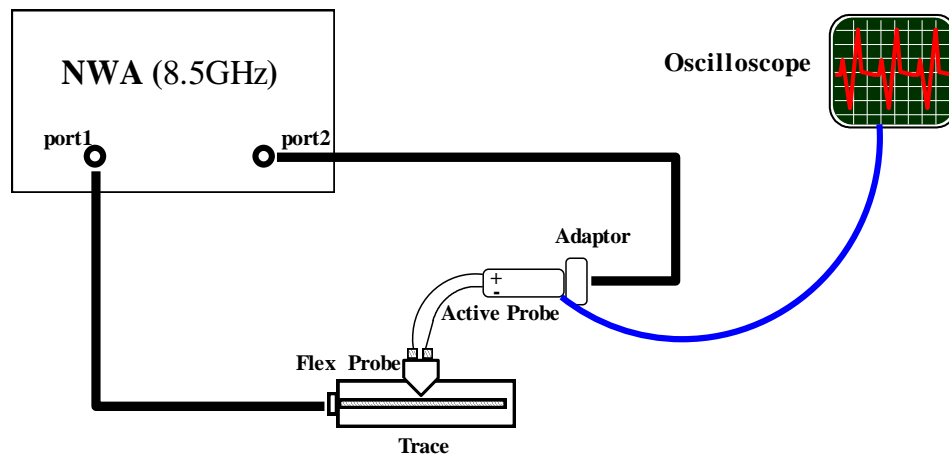 NWA (8.5GHz)
Oscilloscope
port1
port2
Adaptor
+
-
Active Probe
Flex Probe
Trace